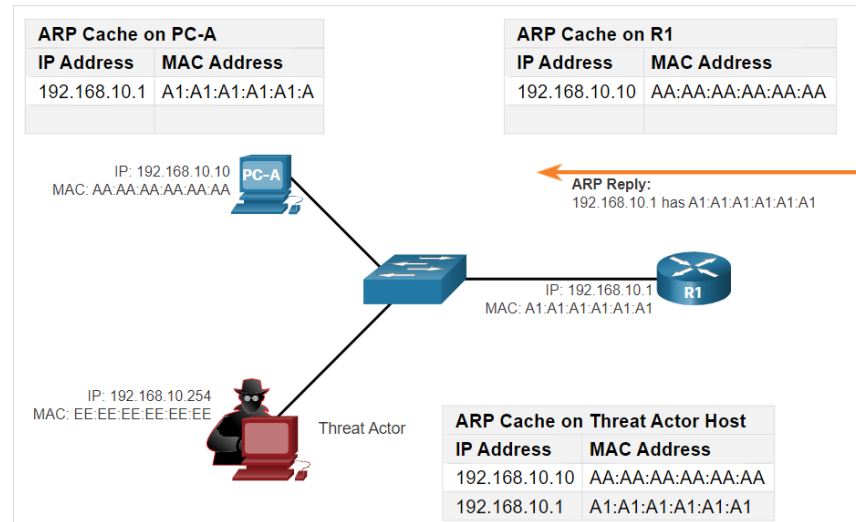 ARP Cache on PC-A
IP Address MAC Address
192.168.10.1 A1:A1:A1:A1:A1:A
ARP Cache on R1
IP Address MAC Address
192.168.10.10 AA:AA:AA:AA:AA:AA
IP: 192.168.10.10
MAC: AA:AA:AA:AA:AA:AA
PC-A
ARP Reply:
192.168.10.1 has A1:A1:A1:A1:A1:A1
IP: 192.168.10.1
MAC: A1:A1:A1:A1:A1:A1
R1
IP: 192.168.10.254
MAC: EE:EE:EE:EE:EE:EE
Threat Actor
ARP Cache on Threat Actor Host
IP Address MAC Address
192.168.10.10 AA:AA:AA:AA:AA:AA
192.168.10.1 A1:A1:A1:A1:A1:A1